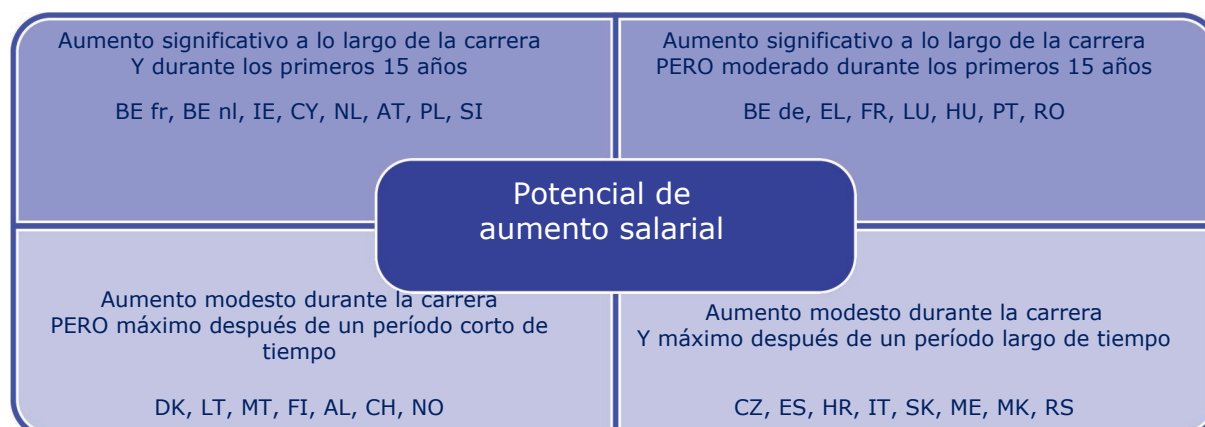 Aumento significativo a lo largo de la carrera
Y durante los primeros 15 años
BE fr, BE nl, IE, CY, NL, AT, PL, SI
Aumento significativo a lo largo de la carrera
PERO moderado durante los primeros 15 años
BE de, EL, FR, LU, HU, PT, RO
Potencial de
aumento salarial
Aumento modesto durante la carrera
PERO máximo después de un período corto de
tiempo
DK, LT, MT, FI, AL, CH, NO
Aumento modesto durante la carrera
Y máximo después de un período largo de tiempo
CZ, ES, HR, IT, SK, ME, MK, RS